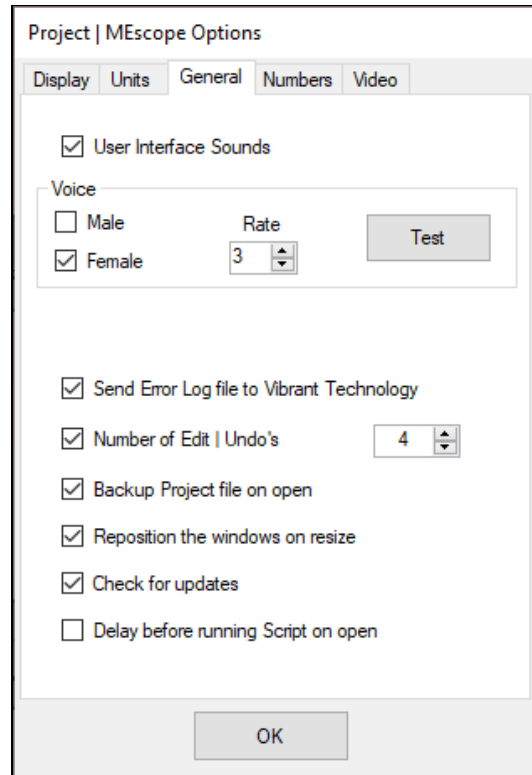 Project | MEscope Options
Display Units General Numbers Video
User Interface Sounds
Voice
Male
Rate
Female
3
Test
Send Error Log file to Vibrant Technology
Number of Edit | Undo's 4
Backup Project file on open
Reposition the windows on resize
Check for updates
Delay before running Script on open
OK